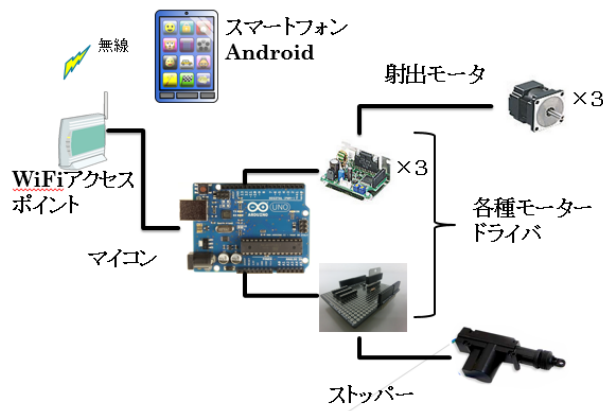 スマートフォン
Android
無線
射出モータ
×3
WiFiアクセス
ポイント
×3
各種モーター
ドライバ
マイコン
UNO
ARDUINO
ストッパー